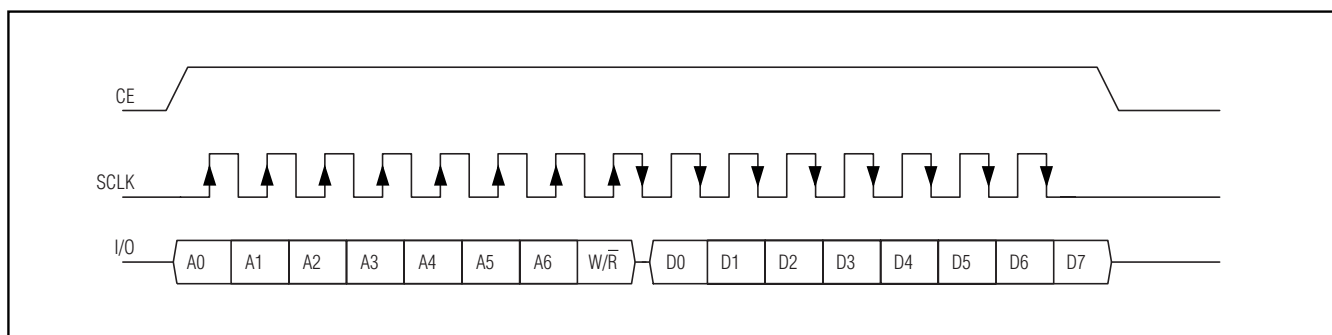 CE
SCLK
I/O A0 A1 A2 A3 A4 A5 A6 W/R̅ D0 D1 D2 D3 D4 D5 D6 D7